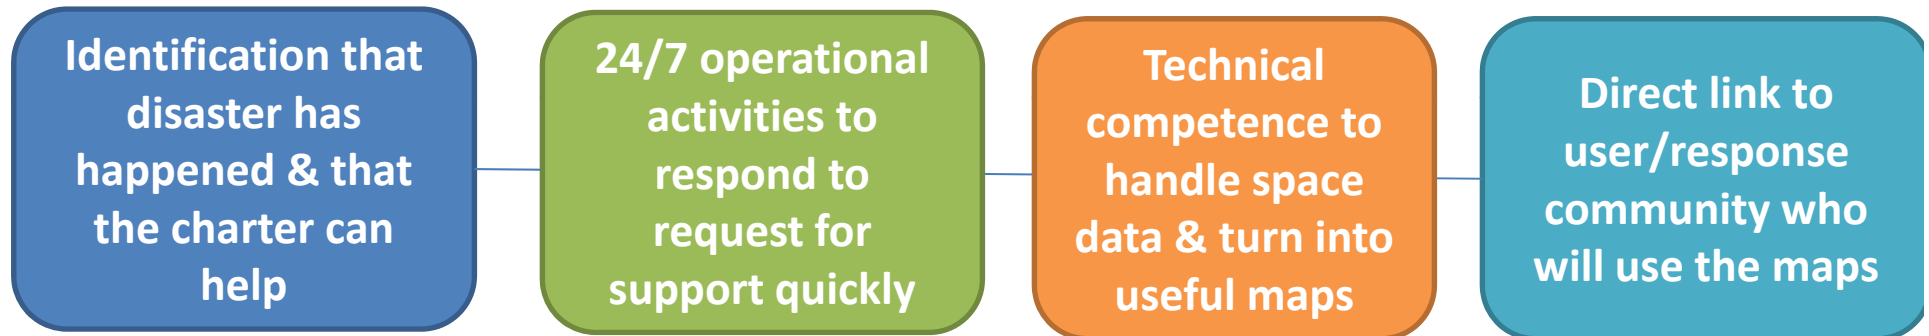 Identification that
disaster has
happened & that
the charter can
help
24/7 operational
activities to
respond to
request for
support quickly
Technical
competence to
handle space
data & turn into
useful maps
Direct link to
user/response
community who
will use the maps